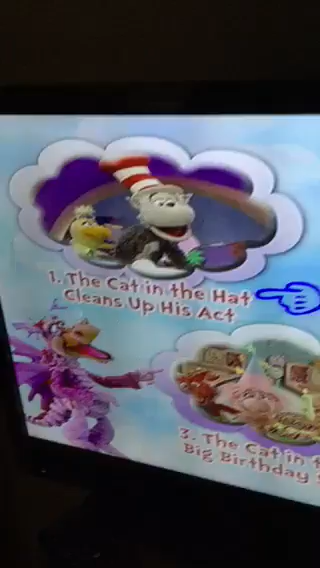 1. The Cat in the Hat
Cleans Up His Act
3. The Cat in
Big Birthday